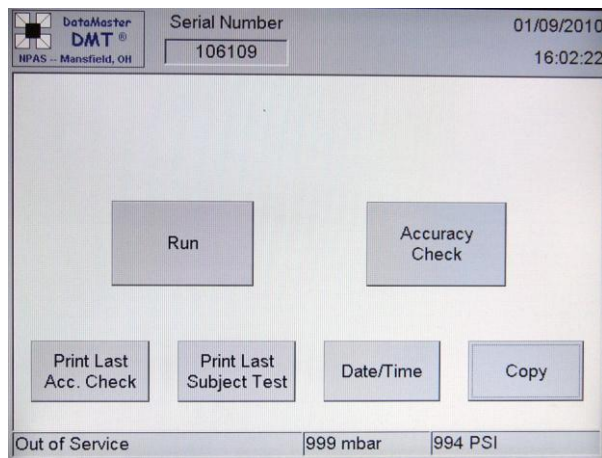 DataMaster
DMT ®
NPAS -- Mansfield, OH
Serial Number
106109
01/09/2010
16:02:22
Run
Accuracy
Check
Print Last
Acc. Check
Print Last
Subject Test
Date/Time
Copy
Out of Service
999 mbar
994 PSI